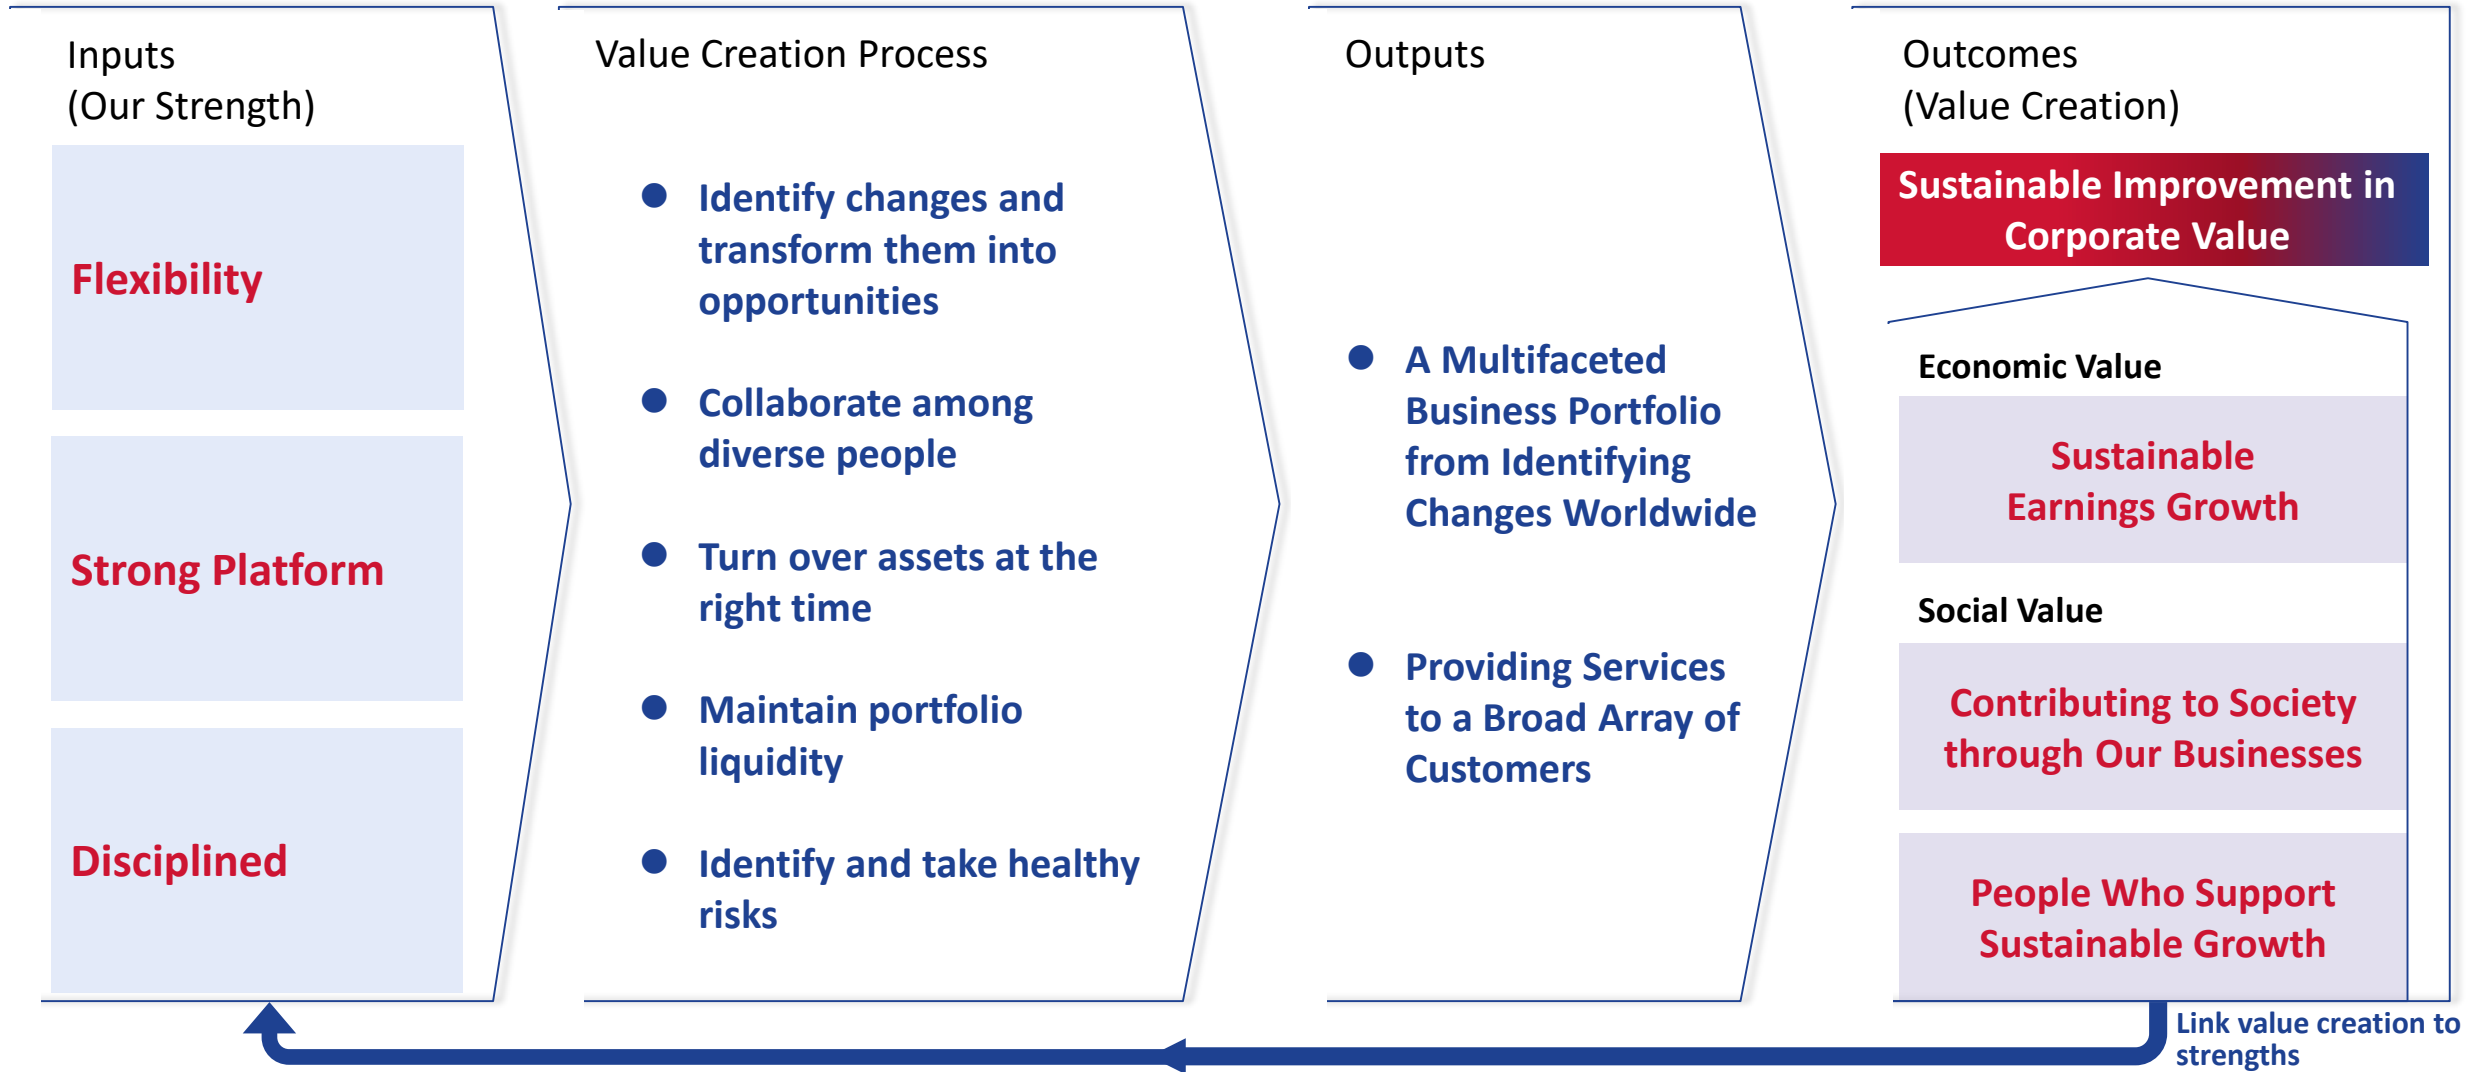 Inputs
(Our Strength)
Flexibility
Strong Platform
Disciplined
Value Creation Process
● Identify changes and
transform them into
opportunities
● Collaborate among
diverse people
● Turn over assets at the
right time
● Maintain portfolio
liquidity
● Identify and take healthy
risks
Outputs
● A Multifaceted
Business Portfolio
from Identifying
Changes Worldwide
● Providing Services
to a Broad Array of
Customers
Outcomes
(Value Creation)
Sustainable Improvement in
Corporate Value
Economic Value
Sustainable
Earnings Growth
Social Value
Contributing to Society
through Our Businesses
People Who Support
Sustainable Growth
Link value creation to
strengths